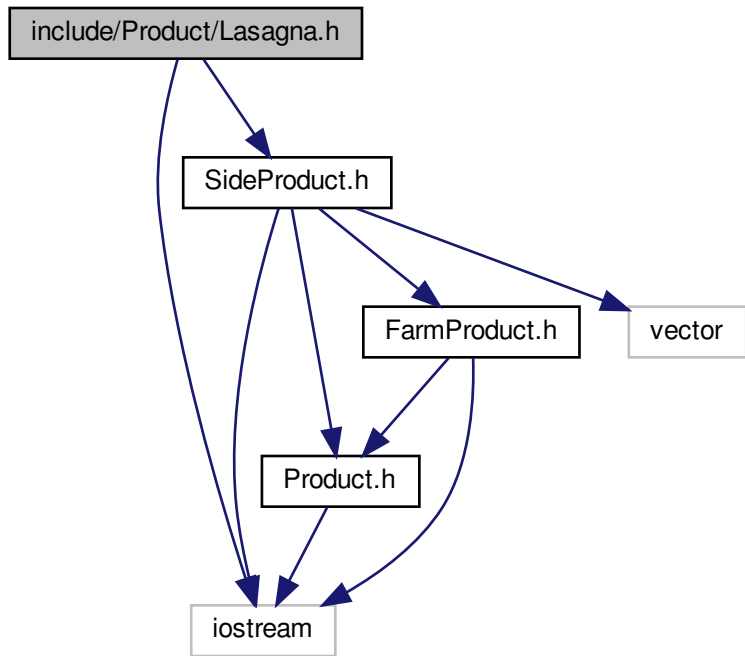 include/Product/Lasagna.h
SideProduct.h
FarmProduct.h
vector
Product.h
iostream